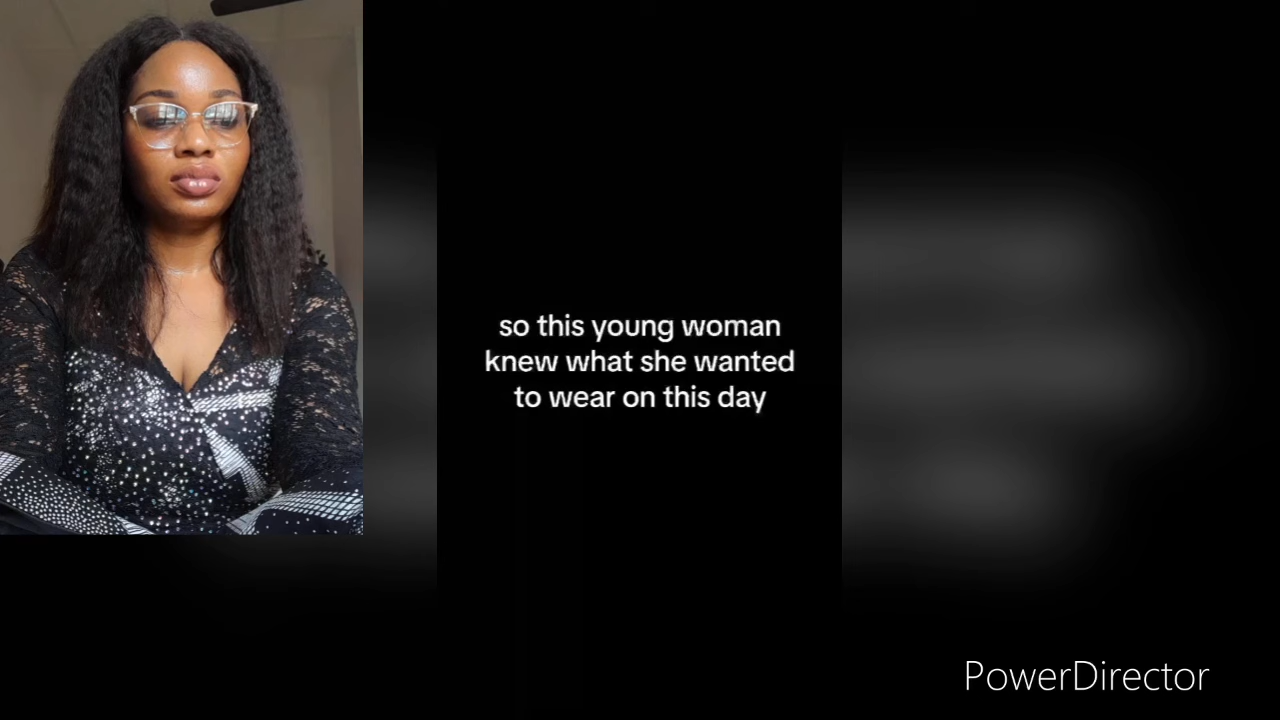 so this young woman
knew what she wanted
to wear on this day
PowerDirector